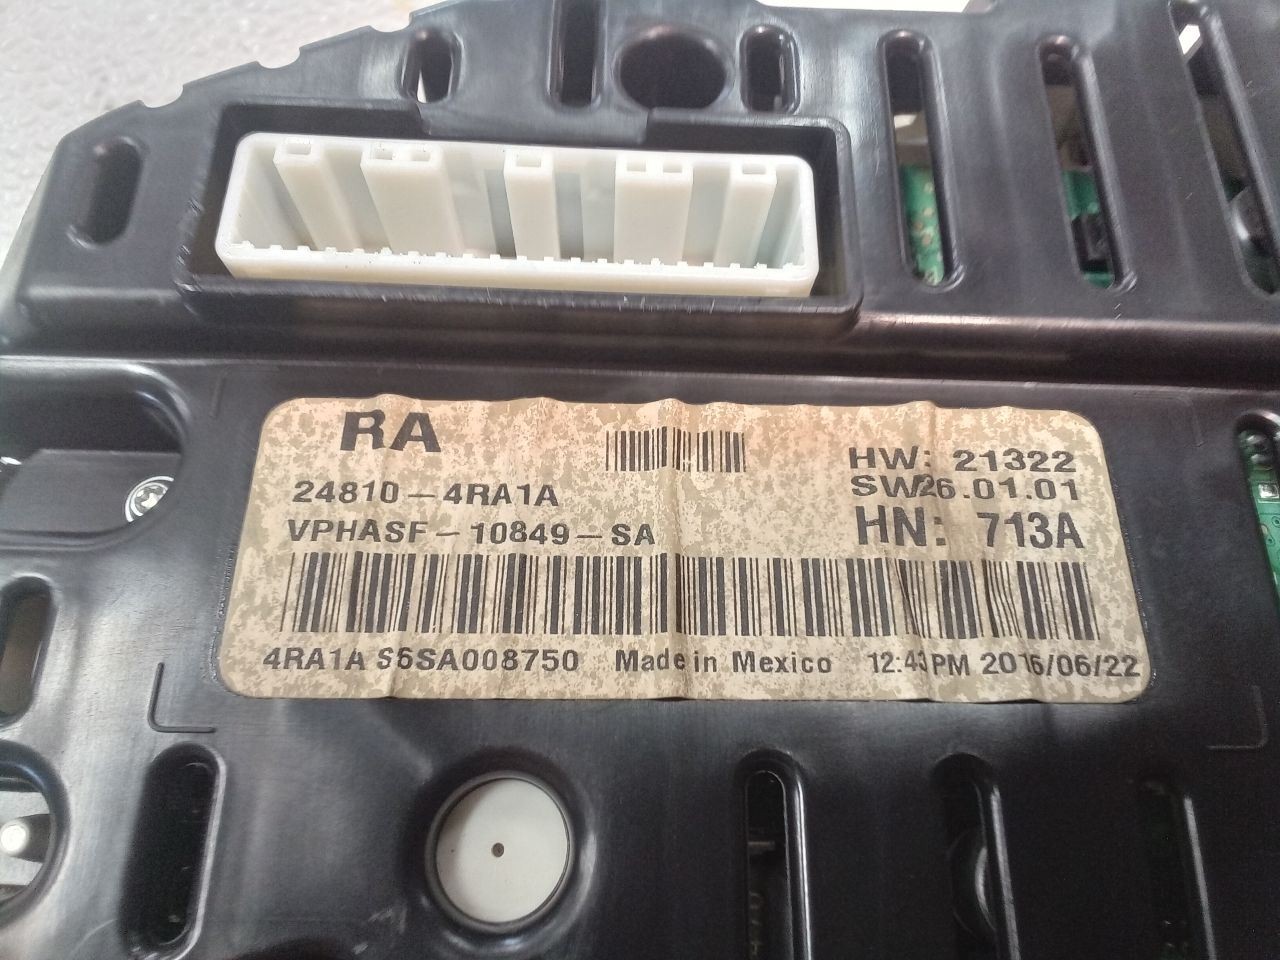 RA
24810-4RA1A
VPHASF-10849-SA
HW: 21322
SW26.01.01
HN: 713A
4RA1A S6SA008750 Made in Mexico 12:43PM 2016/06/22